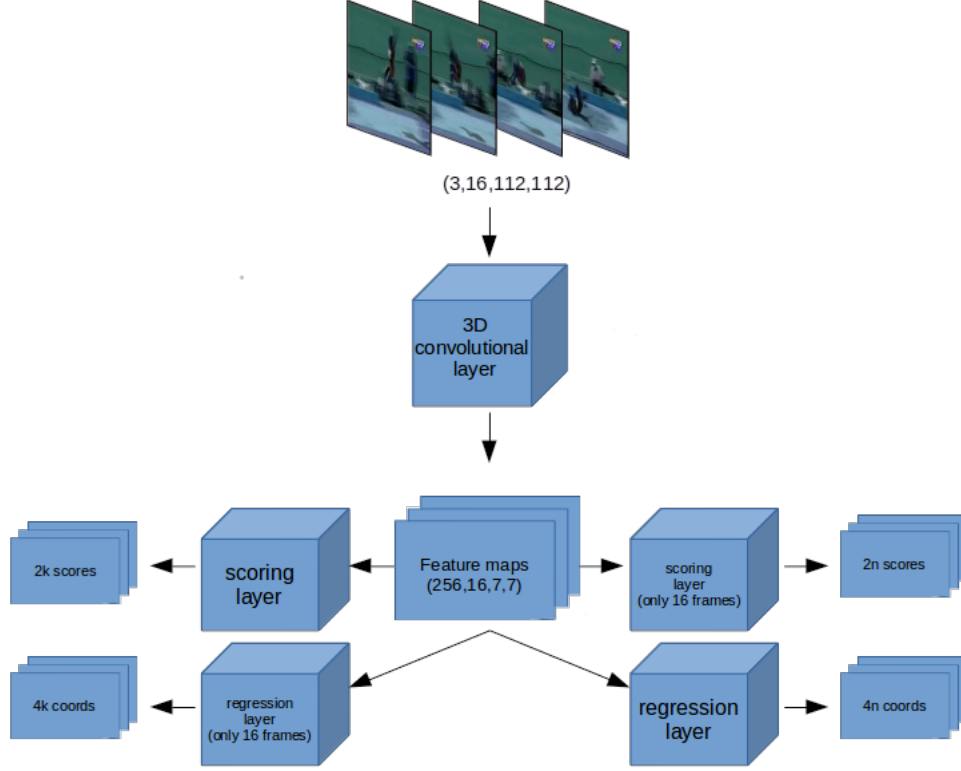 (3,16,112,112)
3D
convolutional
layer
Feature maps
(256,16,7,7)
2k scores
scoring
layer
scoring
layer
(only 16 frames)
2n scores
4k coords
regression
layer
(only 16 frames)
regression
layer
4n coords